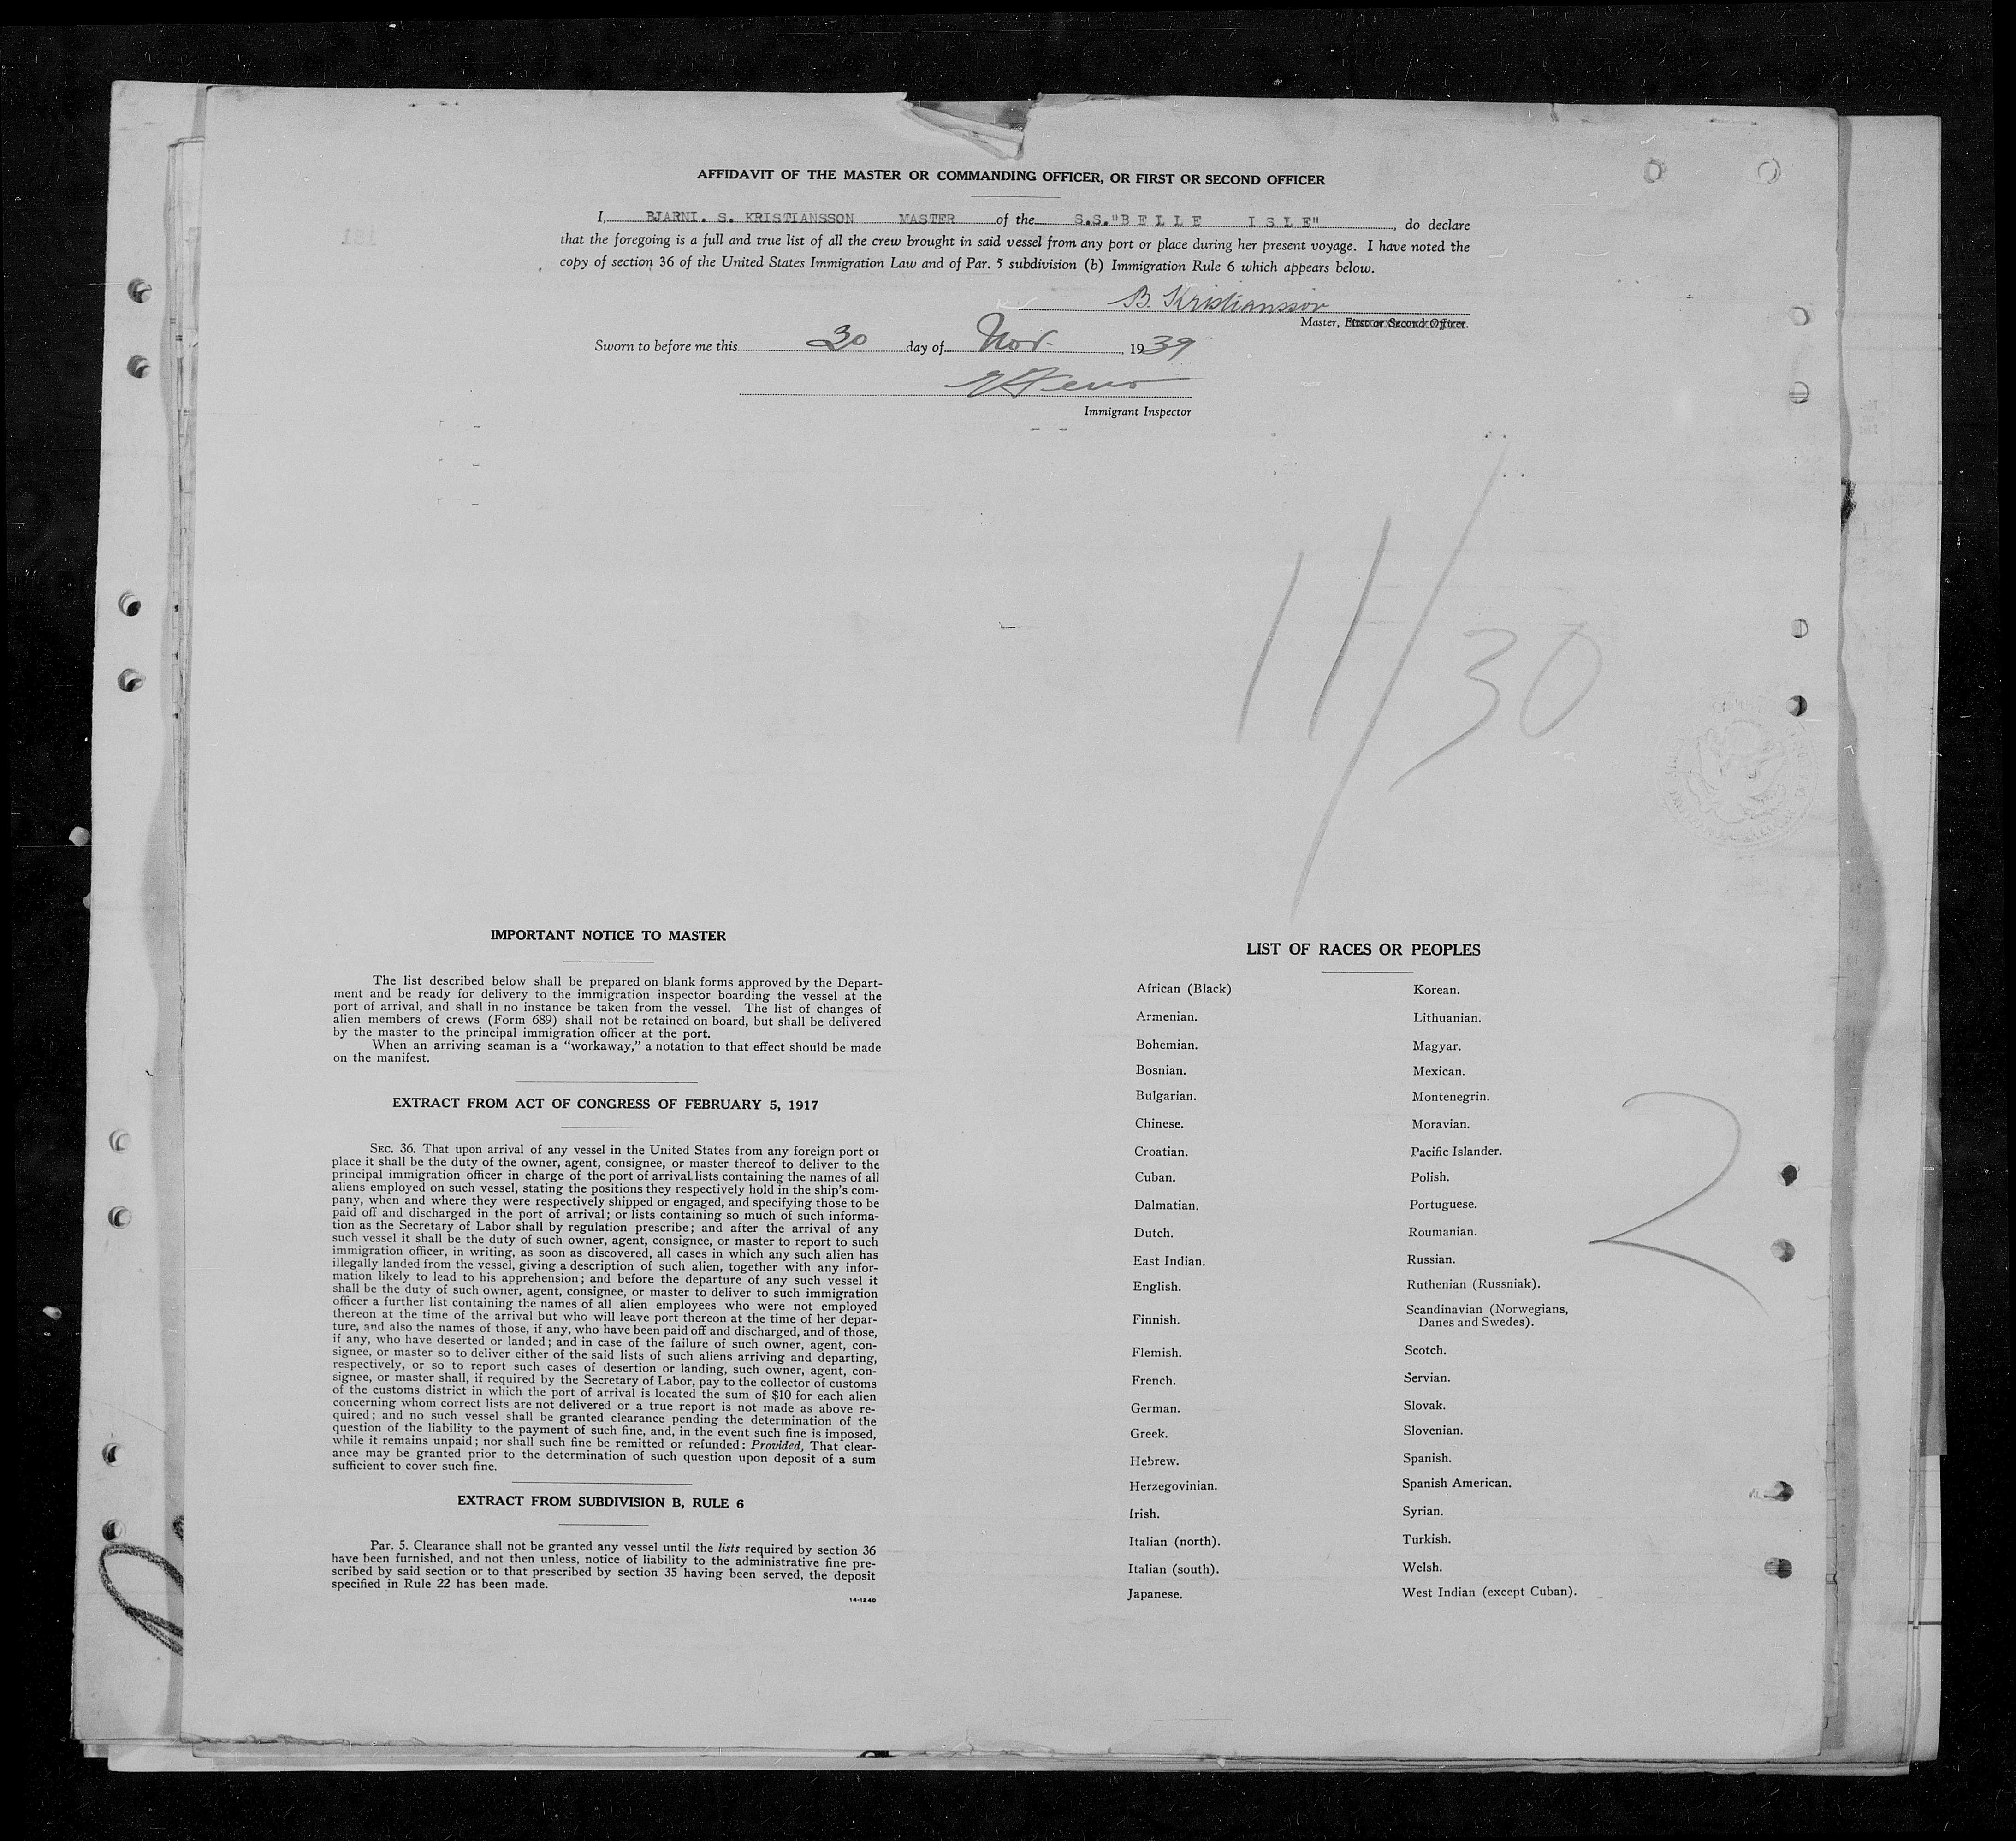 AFFIDAVIT OF THE MASTER OR COMMANDING OFFICER, OR FIRST OR SECOND OFFICER
I, BJARNI. S. KRISTIANSSON MASTER of the S.S."B E L L E I S L E", do declare
that the foregoing is a full and true list of all the crew brought in said vessel from any port or place during her present voyage. I have noted the
copy of section 36 of the United States Immigration Law and of Par. 5 subdivision (b) Immigration Rule 6 which appears below.
B. Kristiansson
Master, First or Second Officer.
Sworn to before me this 30 day of Nov. , 1939
Immigrant Inspector
11/30
IMPORTANT NOTICE TO MASTER
The list described below shall be prepared on blank forms approved by the Depart-
ment and be ready for delivery to the immigration inspector boarding the vessel at the
port of arrival, and shall in no instance be taken from the vessel. The list of changes of
alien members of crews (Form 689) shall not be retained on board, but shall be delivered
by the master to the principal immigration officer at the port.
When an arriving seaman is a "workaway," a notation to that effect should be made
on the manifest.
EXTRACT FROM ACT OF CONGRESS OF FEBRUARY 5, 1917
SEC. 36. That upon arrival of any vessel in the United States from any foreign port or
place it shall be the duty of the owner, agent, consignee, or master thereof to deliver to the
principal immigration officer in charge of the port of arrival lists containing the names of all
aliens employed on such vessel, stating the positions they respectively hold in the ship's com-
pany, when and where they were respectively shipped or engaged, and specifying those to be
paid off and discharged in the port of arrival; or lists containing so much of such informa-
tion as the Secretary of Labor shall by regulation prescribe; and after the arrival of any
such vessel it shall be the duty of such owner, agent, consignee, or master to report to such
immigration officer, in writing, as soon as discovered, all cases in which any such alien has
illegally landed from the vessel, giving a description of such alien, together with any infor-
mation likely to lead to his apprehension; and before the departure of any such vessel it
shall be the duty of such owner, agent, consignee, or master to deliver to such immigration
officer a further list containing the names of all alien employees who were not employed
thereon at the time of the arrival but who will leave port thereon at the time of her depar-
ture, and also the names of those, if any, who have been paid off and discharged, and of those,
if any, who have deserted or landed; and in case of the failure of such owner, agent, con-
signee, or master so to deliver either of the said lists of such aliens arriving and departing,
respectively, or so to report such cases of desertion or landing, such owner, agent, con-
signee, or master shall, if required by the Secretary of Labor, pay to the collector of customs
of the customs district in which the port of arrival is located the sum of $10 for each alien
concerning whom correct lists are not delivered or a true report is not made as above re-
quired; and no such vessel shall be granted clearance pending the determination of the
question of the liability to the payment of such fine, and, in the event such fine is imposed,
while it remains unpaid; nor shall such fine be remitted or refunded: Provided, That clear-
ance may be granted prior to the determination of such question upon deposit of a sum
sufficient to cover such fine.
EXTRACT FROM SUBDIVISION B, RULE 6
Par. 5. Clearance shall not be granted any vessel until the lists required by section 36
have been furnished, and not then unless, notice of liability to the administrative fine pre-
scribed by said section or to that prescribed by section 35 having been served, the deposit
specified in Rule 22 has been made.
14-1240
LIST OF RACES OR PEOPLES
African (Black)
Armenian.
Bohemian.
Bosnian.
Bulgarian.
Chinese.
Croatian.
Cuban.
Dalmatian.
Dutch.
East Indian.
English.
Finnish.
Flemish.
French.
German.
Greek.
Hebrew.
Herzegovinian.
Irish.
Italian (north).
Italian (south).
Japanese.
Korean.
Lithuanian.
Magyar.
Mexican.
Montenegrin.
Moravian.
Pacific Islander.
Polish.
Portuguese.
Roumanian.
Russian.
Ruthenian (Russniak).
Scandinavian (Norwegians,
Danes and Swedes).
Scotch.
Servian.
Slovak.
Slovenian.
Spanish.
Spanish American.
Syrian.
Turkish.
Welsh.
West Indian (except Cuban).
2